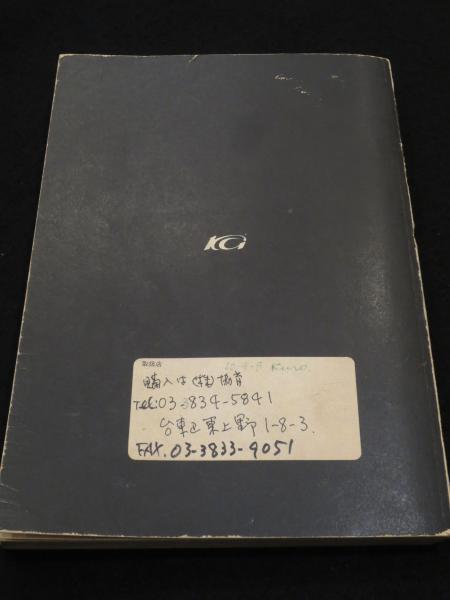 KG
取扱店
購入は(株)協育
Tel:03-3834-5841
台東区東上野1-8-3.
FAX.03-3833-9051